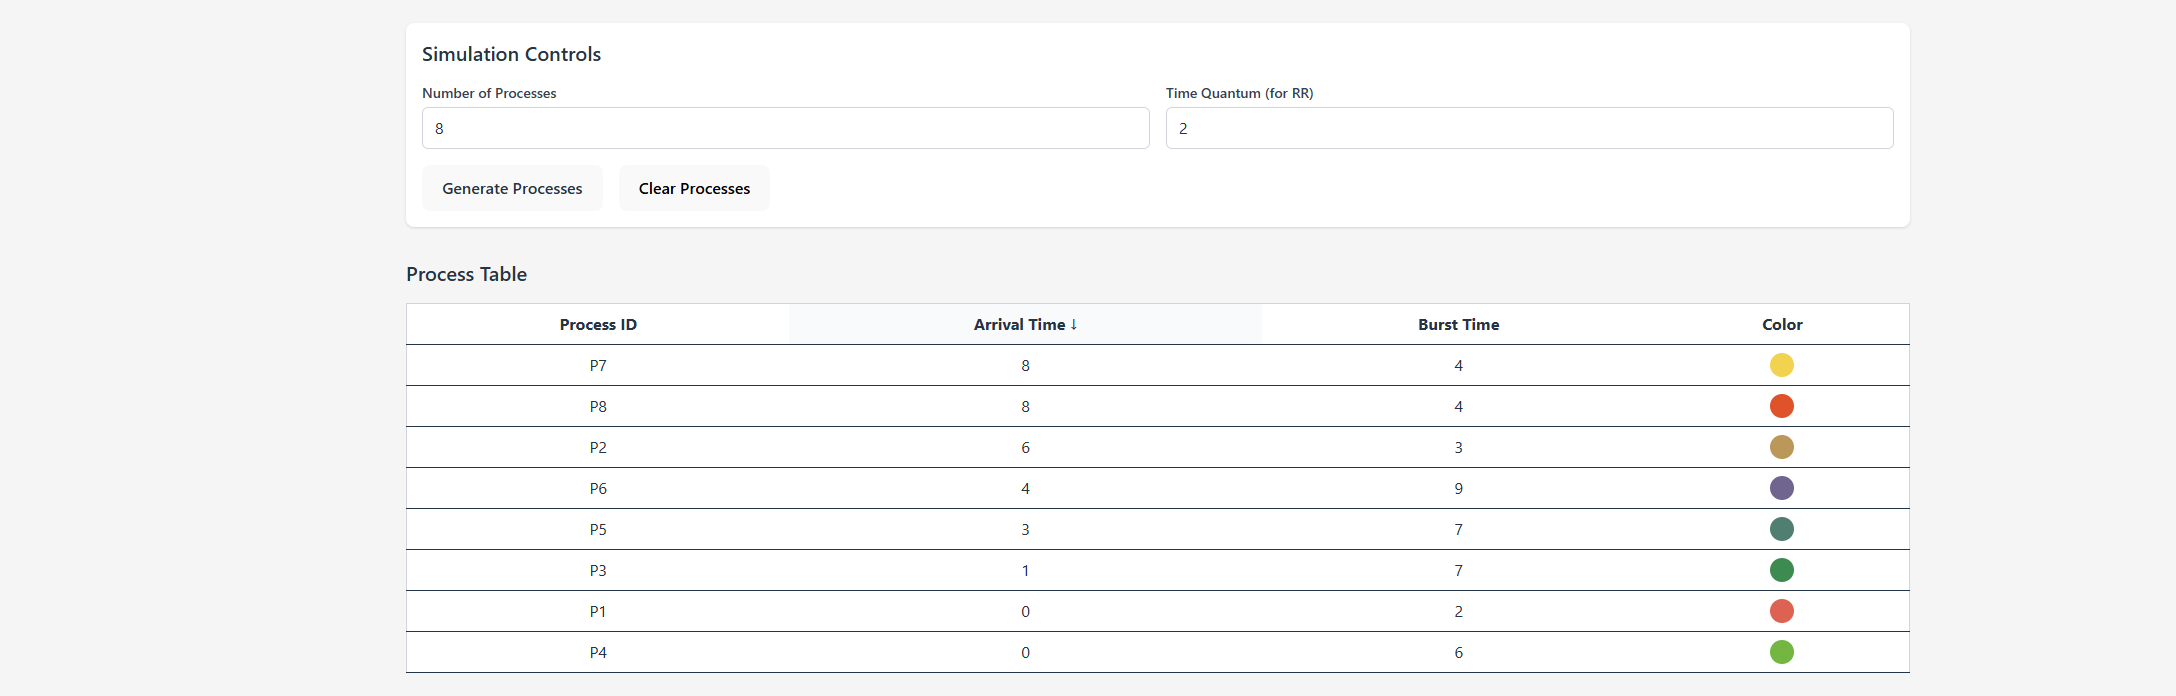 Simulation Controls
Number of Processes Time Quantum (for RR)
8 2
Generate Processes Clear Processes
Process Table
Process ID Arrival Time ↓ Burst Time Color
P7 8 4
P8 8 4
P2 6 3
P6 4 9
P5 3 7
P3 1 7
P1 0 2
P4 0 6